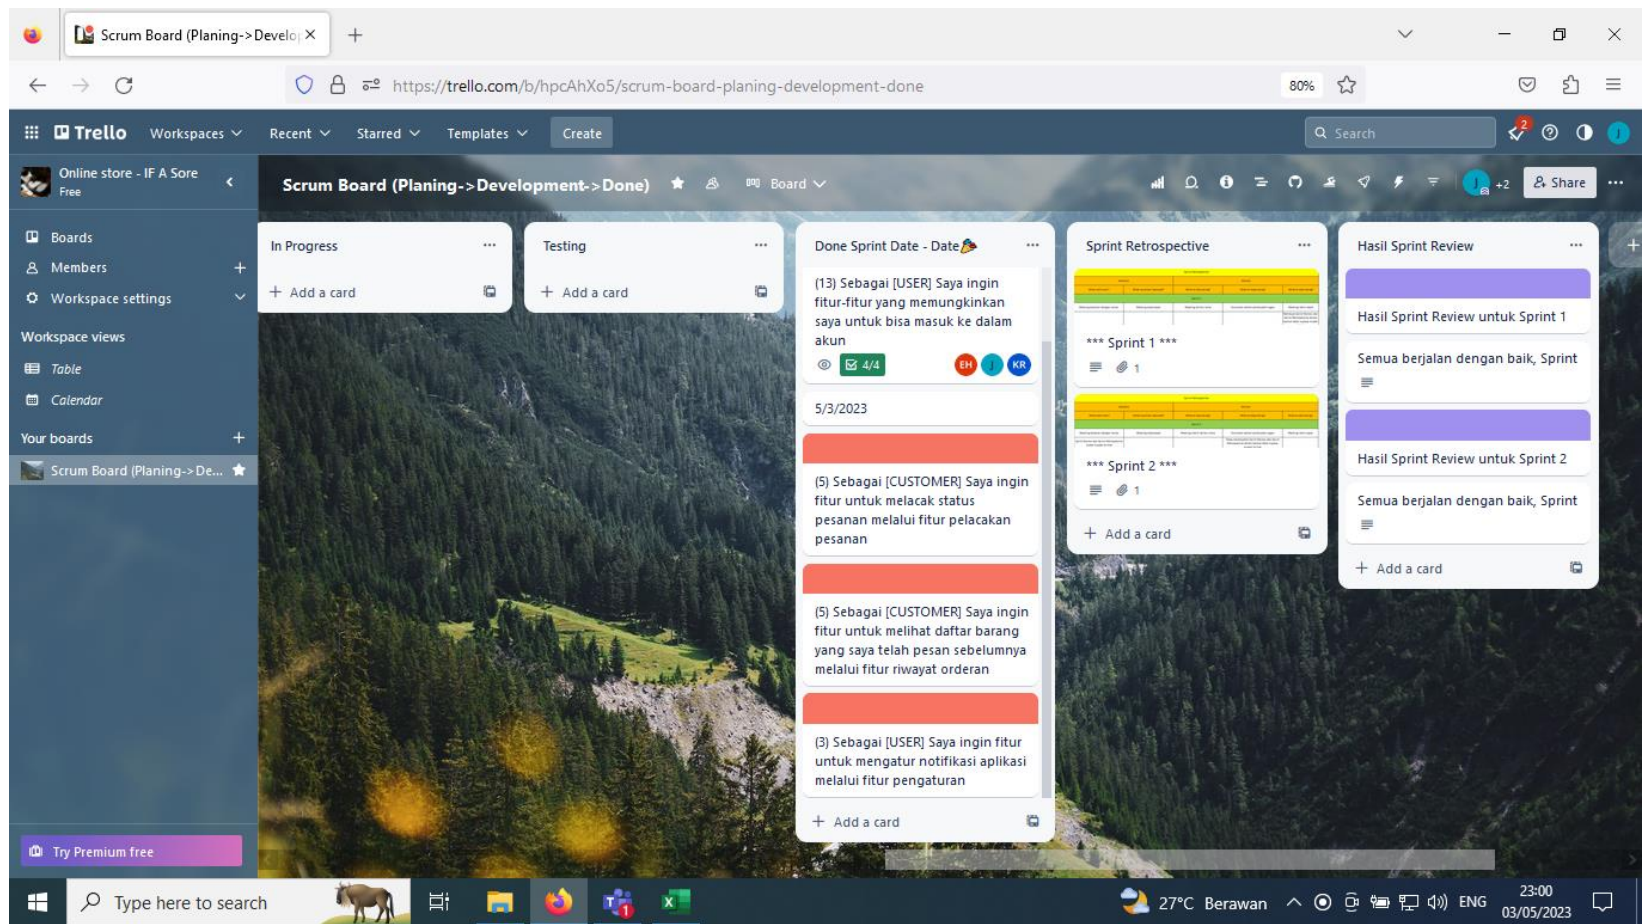 Scrum Board (Planing->Develo
https://trello.com/b/hpcAhXo5/scrum-board-planing-development-done
80%
Trello
Workspaces
Recent
Starred
Templates
Create
Search
2
J
Online store - IF A Sore
Free
Scrum Board (Planing->Development->Done)
Board
J
+2
Share
Boards
Members
Workspace settings
Workspace views
Table
Calendar
Your boards
Scrum Board (Planing->De...
Try Premium free
In Progress
+ Add a card
Testing
+ Add a card
Done Sprint Date - Date
(13) Sebagai [USER] Saya ingin
fitur-fitur yang memungkinkan
saya untuk bisa masuk ke dalam
akun
4/4
EH
J
KR
5/3/2023
(5) Sebagai [CUSTOMER] Saya ingin
fitur untuk melacak status
pesanan melalui fitur pelacakan
pesanan
(5) Sebagai [CUSTOMER] Saya ingin
fitur untuk melihat daftar barang
yang saya telah pesan sebelumnya
melalui fitur riwayat orderan
(3) Sebagai [USER] Saya ingin fitur
untuk mengatur notifikasi aplikasi
melalui fitur pengaturan
+ Add a card
Sprint Retrospective
*** Sprint 1 ***
1
*** Sprint 2 ***
1
+ Add a card
Hasil Sprint Review
Hasil Sprint Review untuk Sprint 1
Semua berjalan dengan baik, Sprint
Hasil Sprint Review untuk Sprint 2
Semua berjalan dengan baik, Sprint
+ Add a card
Type here to search
27°C Berawan
ENG
23:00
03/05/2023